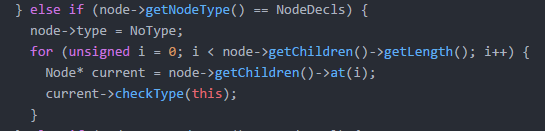 } else if (node->getNodeType() == NodeDecls) {
node->type = NoType;
for (unsigned i = 0; i < node->getChildren()->getLength(); i++) {
Node* current = node->getChildren()->at(i);
current->checkType(this);
}